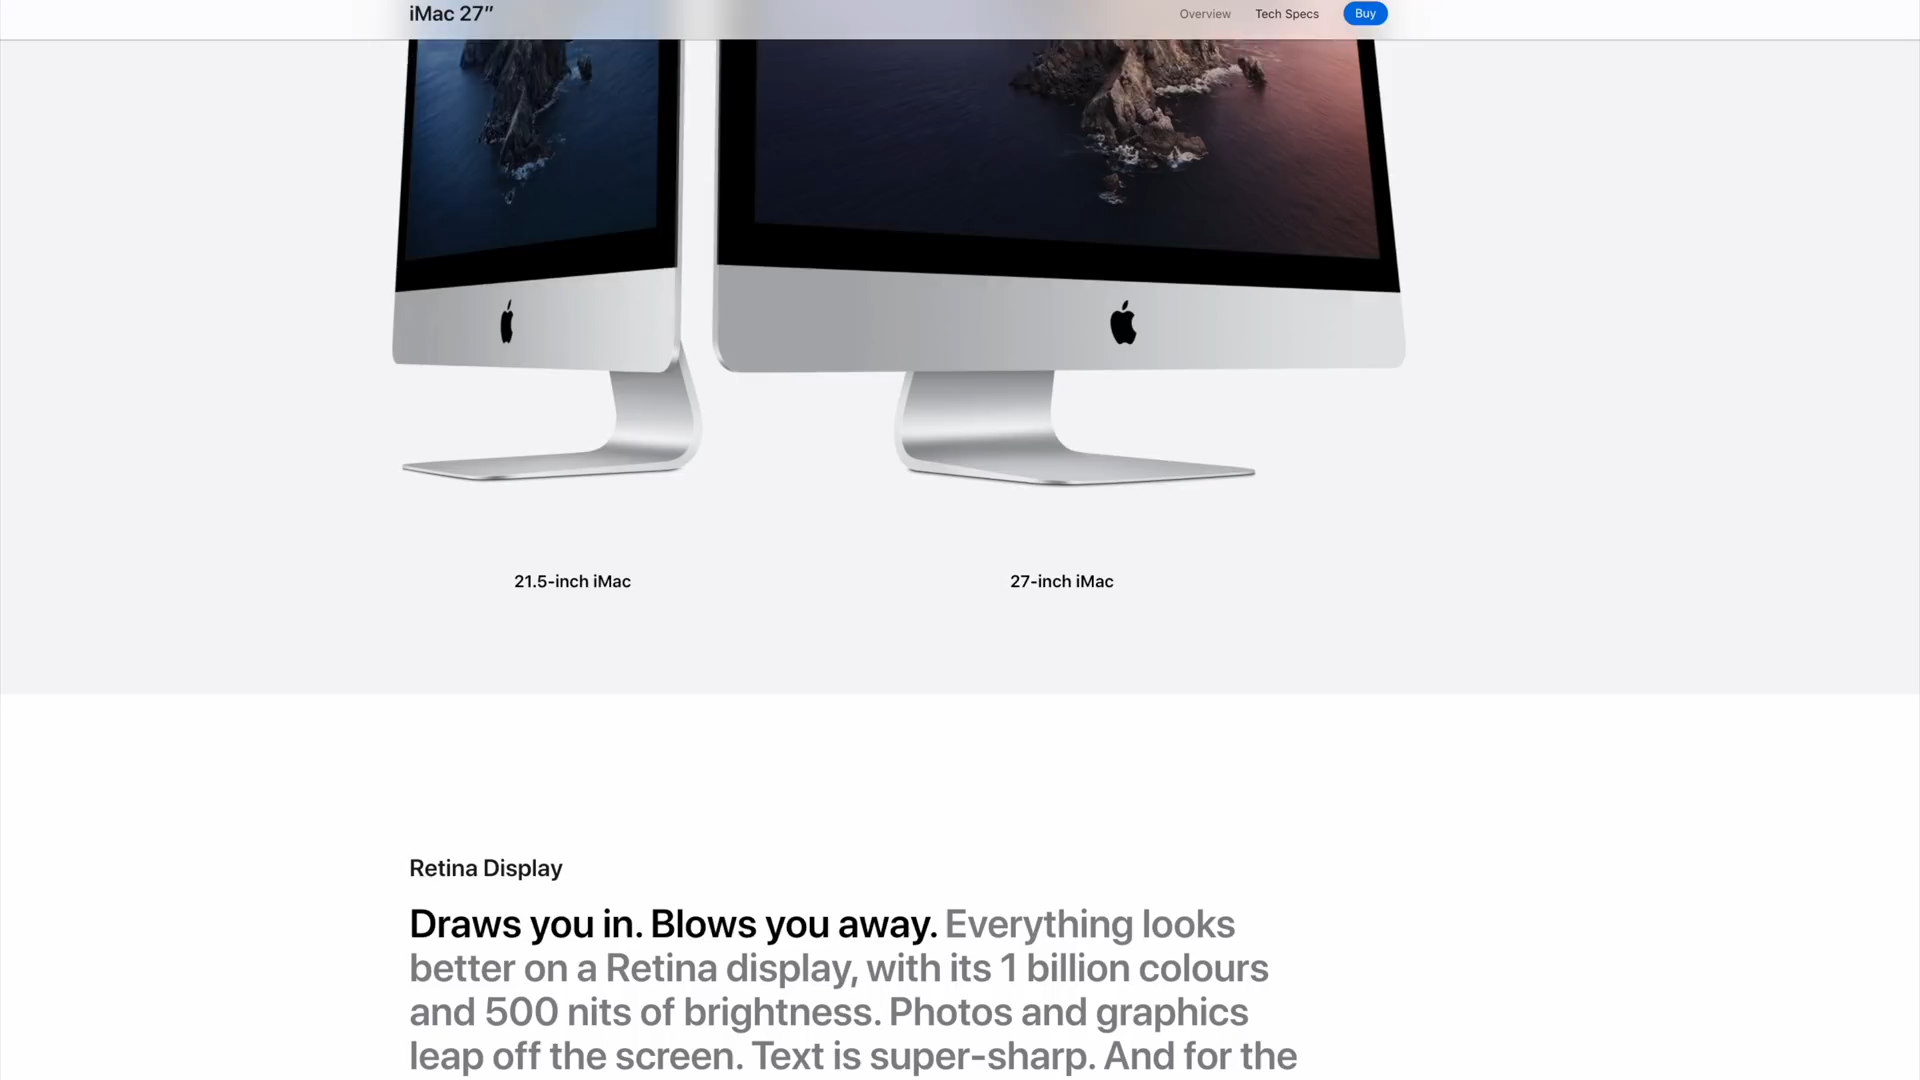 iMac 27″
Overview
Tech Specs
Buy
21.5-inch iMac
27-inch iMac
Retina Display
Draws you in. Blows you away. Everything looks
better on a Retina display, with its 1 billion colours
and 500 nits of brightness. Photos and graphics
leap off the screen. Text is super-sharp. And for the